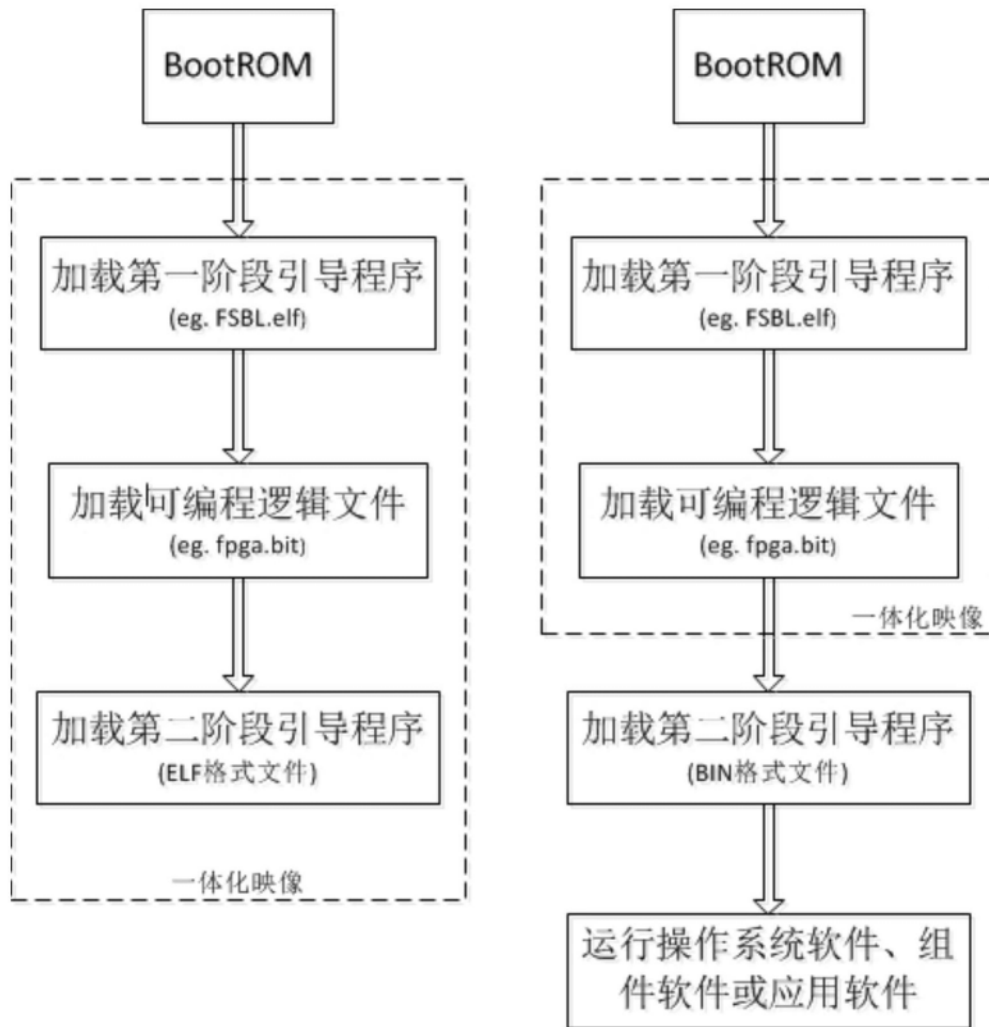 BootROM
加载第一阶段引导程序
(eg. FSBL.elf)
加载可编程逻辑文件
(eg. fpga.bit)
加载第二阶段引导程序
(ELF格式文件)
一体化映像
BootROM
加载第一阶段引导程序
(eg. FSBL.elf)
加载可编程逻辑文件
(eg. fpga.bit)
一体化映像
加载第二阶段引导程序
(BIN格式文件)
运行操作系统软件、组
件软件或应用软件